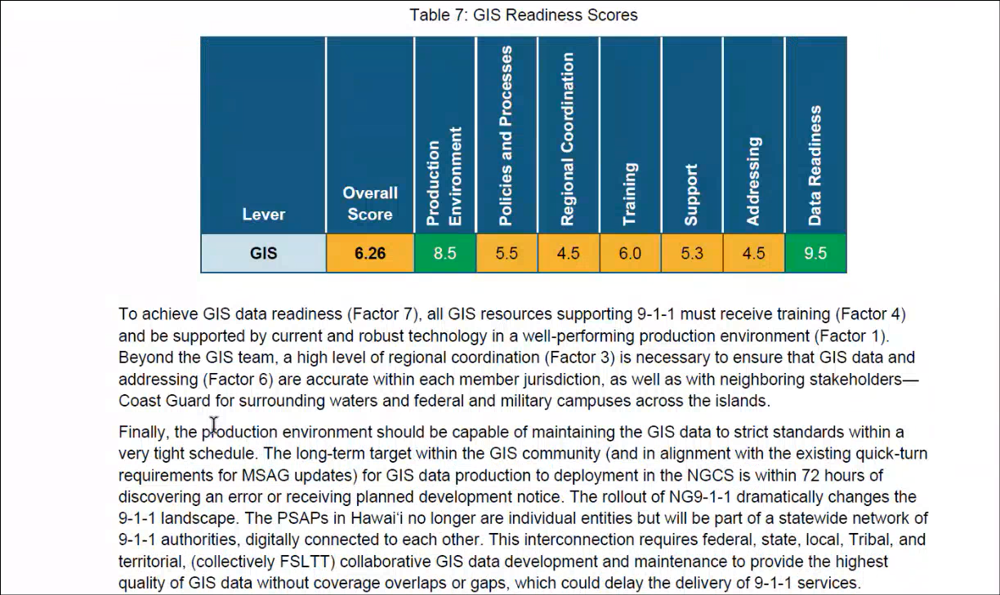 Table 7: GIS Readiness Scores
Lever
Overall
Score
Production
Environment
Policies and Processes
Regional Coordination
Training
Support
Addressing
Data Readiness
GIS 6.26 8.5 5.5 4.5 6.0 5.3 4.5 9.5
To achieve GIS data readiness (Factor 7), all GIS resources supporting 9-1-1 must receive training (Factor 4)
and be supported by current and robust technology in a well-performing production environment (Factor 1).
Beyond the GIS team, a high level of regional coordination (Factor 3) is necessary to ensure that GIS data and
addressing (Factor 6) are accurate within each member jurisdiction, as well as with neighboring stakeholders—
Coast Guard for surrounding waters and federal and military campuses across the islands.
Finally, the production environment should be capable of maintaining the GIS data to strict standards within a
very tight schedule. The long-term target within the GIS community (and in alignment with the existing quick-turn
requirements for MSAG updates) for GIS data production to deployment in the NGCS is within 72 hours of
discovering an error or receiving planned development notice. The rollout of NG9-1-1 dramatically changes the
9-1-1 landscape. The PSAPs in Hawai‘i no longer are individual entities but will be part of a statewide network of
9-1-1 authorities, digitally connected to each other. This interconnection requires federal, state, local, Tribal, and
territorial, (collectively FSLTT) collaborative GIS data development and maintenance to provide the highest
quality of GIS data without coverage overlaps or gaps, which could delay the delivery of 9-1-1 services.